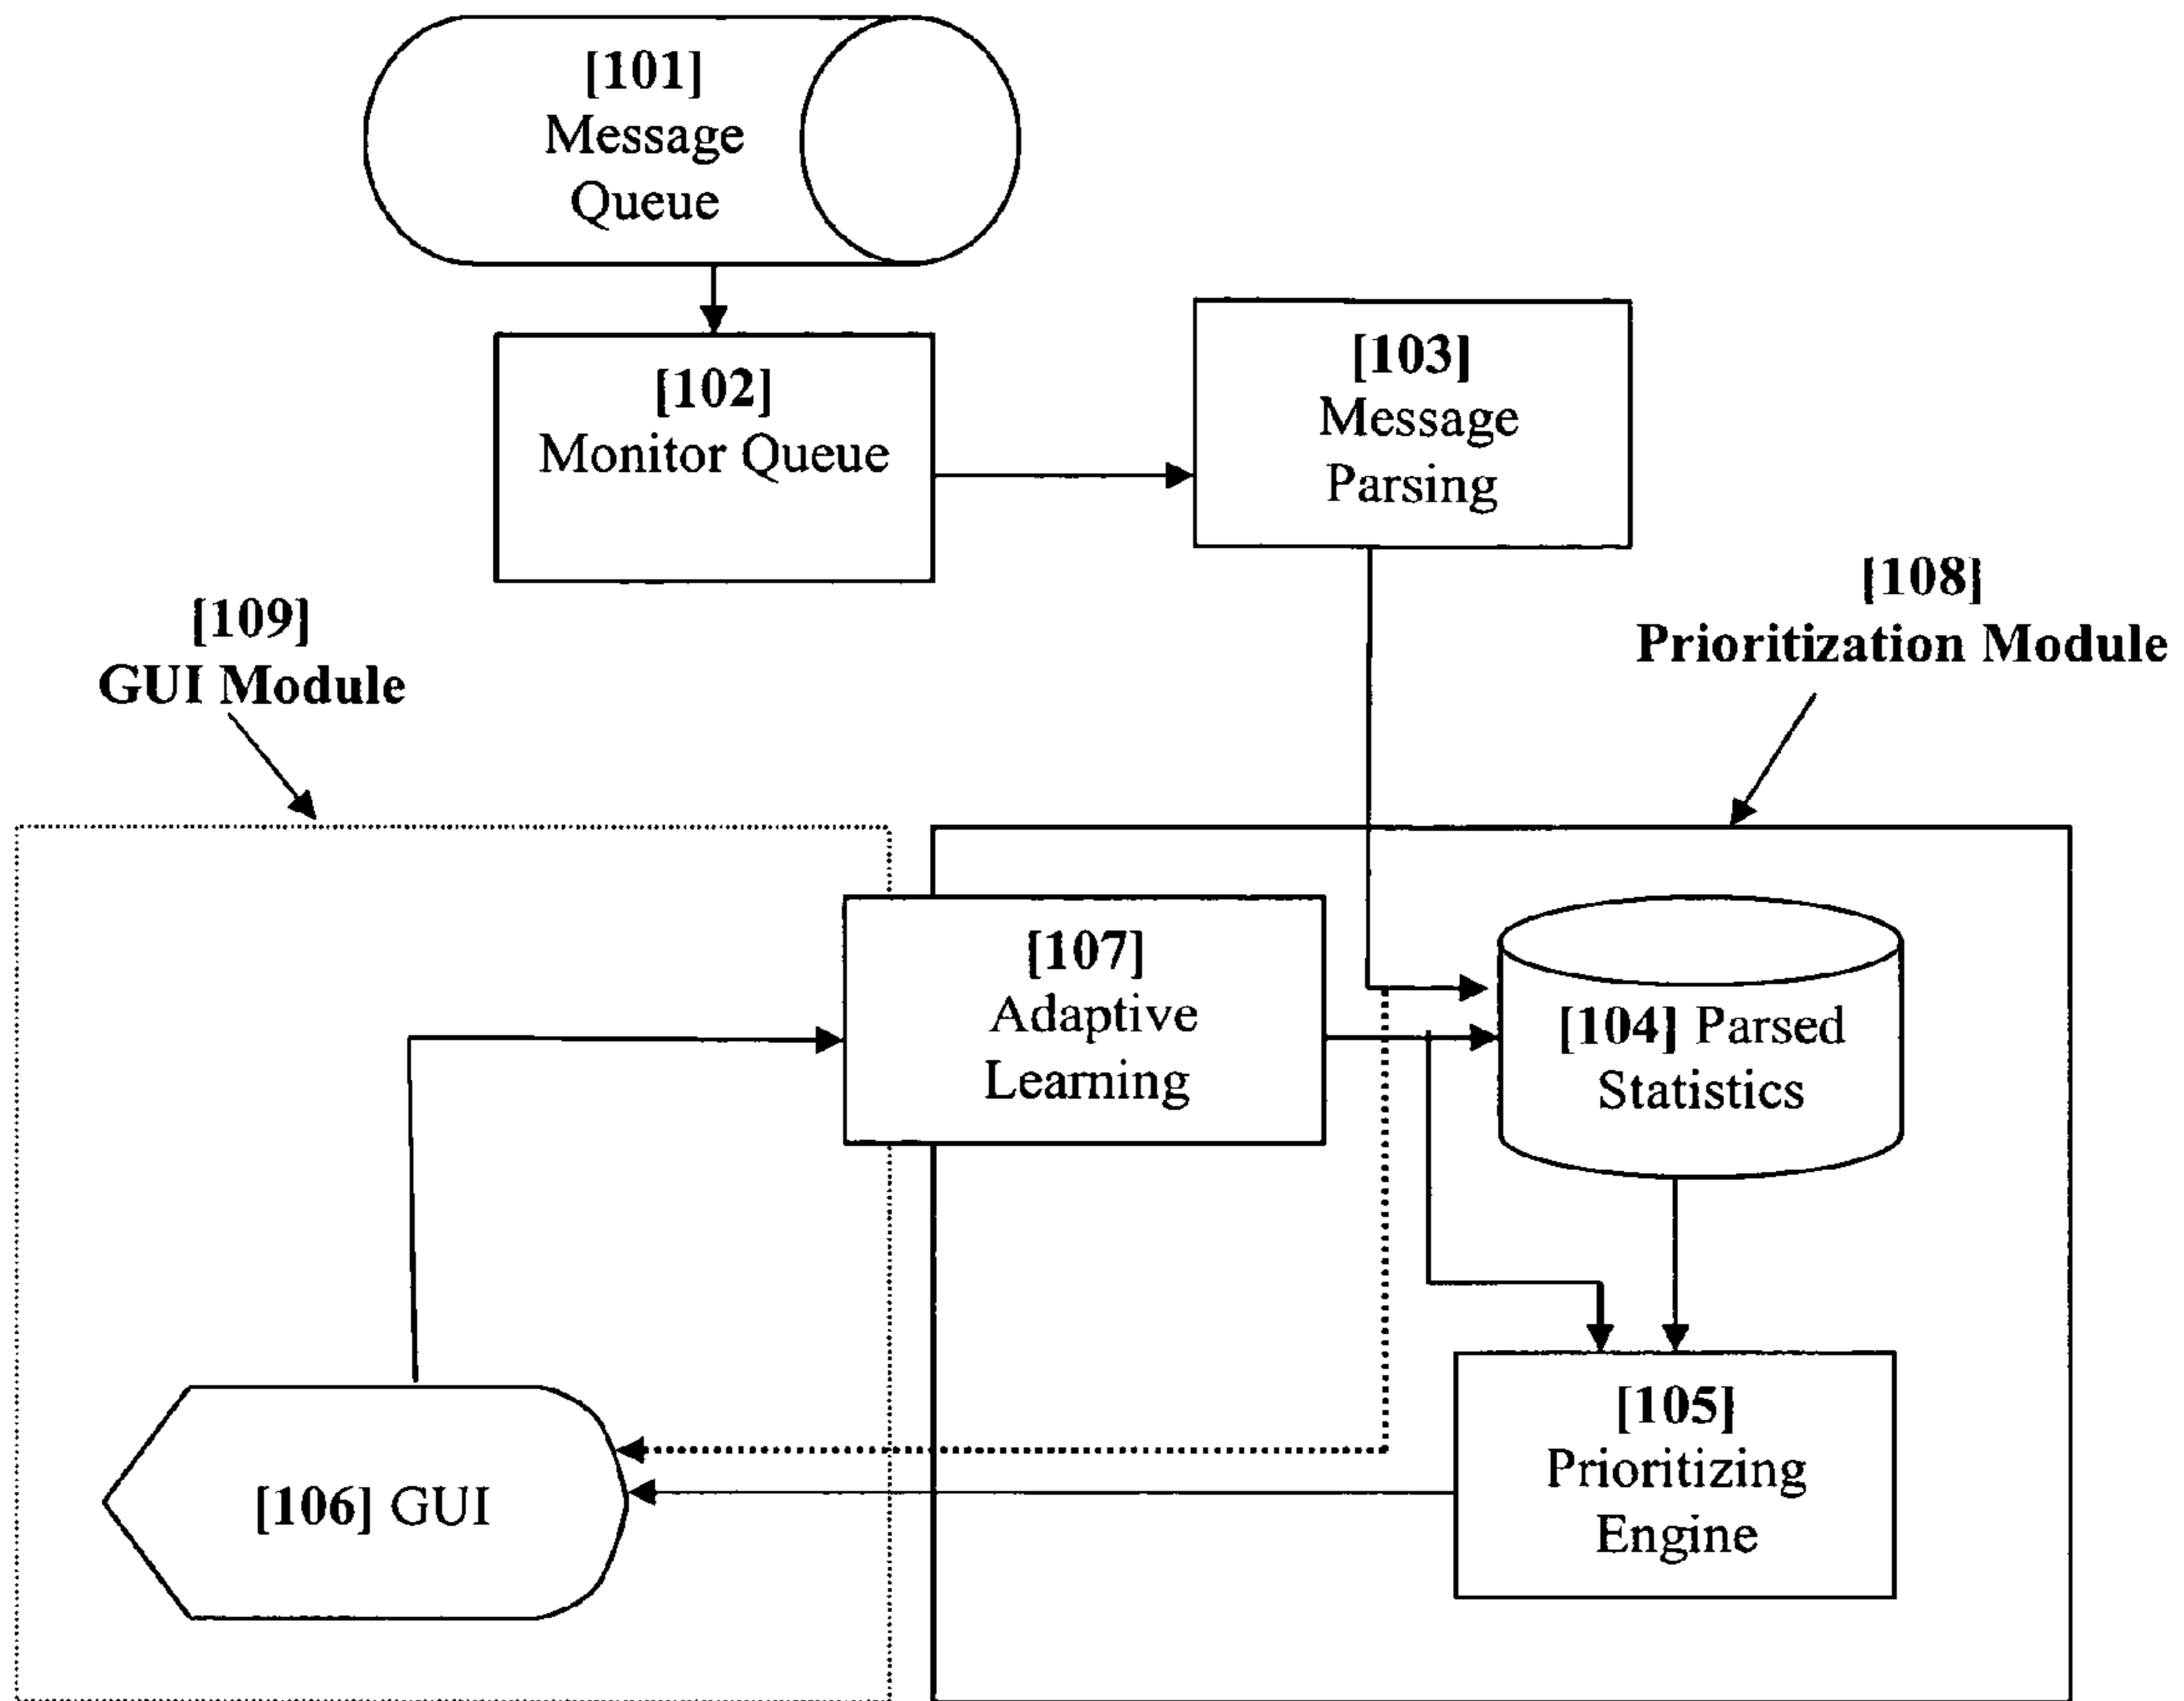 [101]
Message
Queue
[102]
Monitor Queue
[103]
Message
Parsing
[109]
GUI Module
[108]
Prioritization Module
[107]
Adaptive
Learning
[104] Parsed
Statistics
[105]
Prioritizing
Engine
[106] GUI